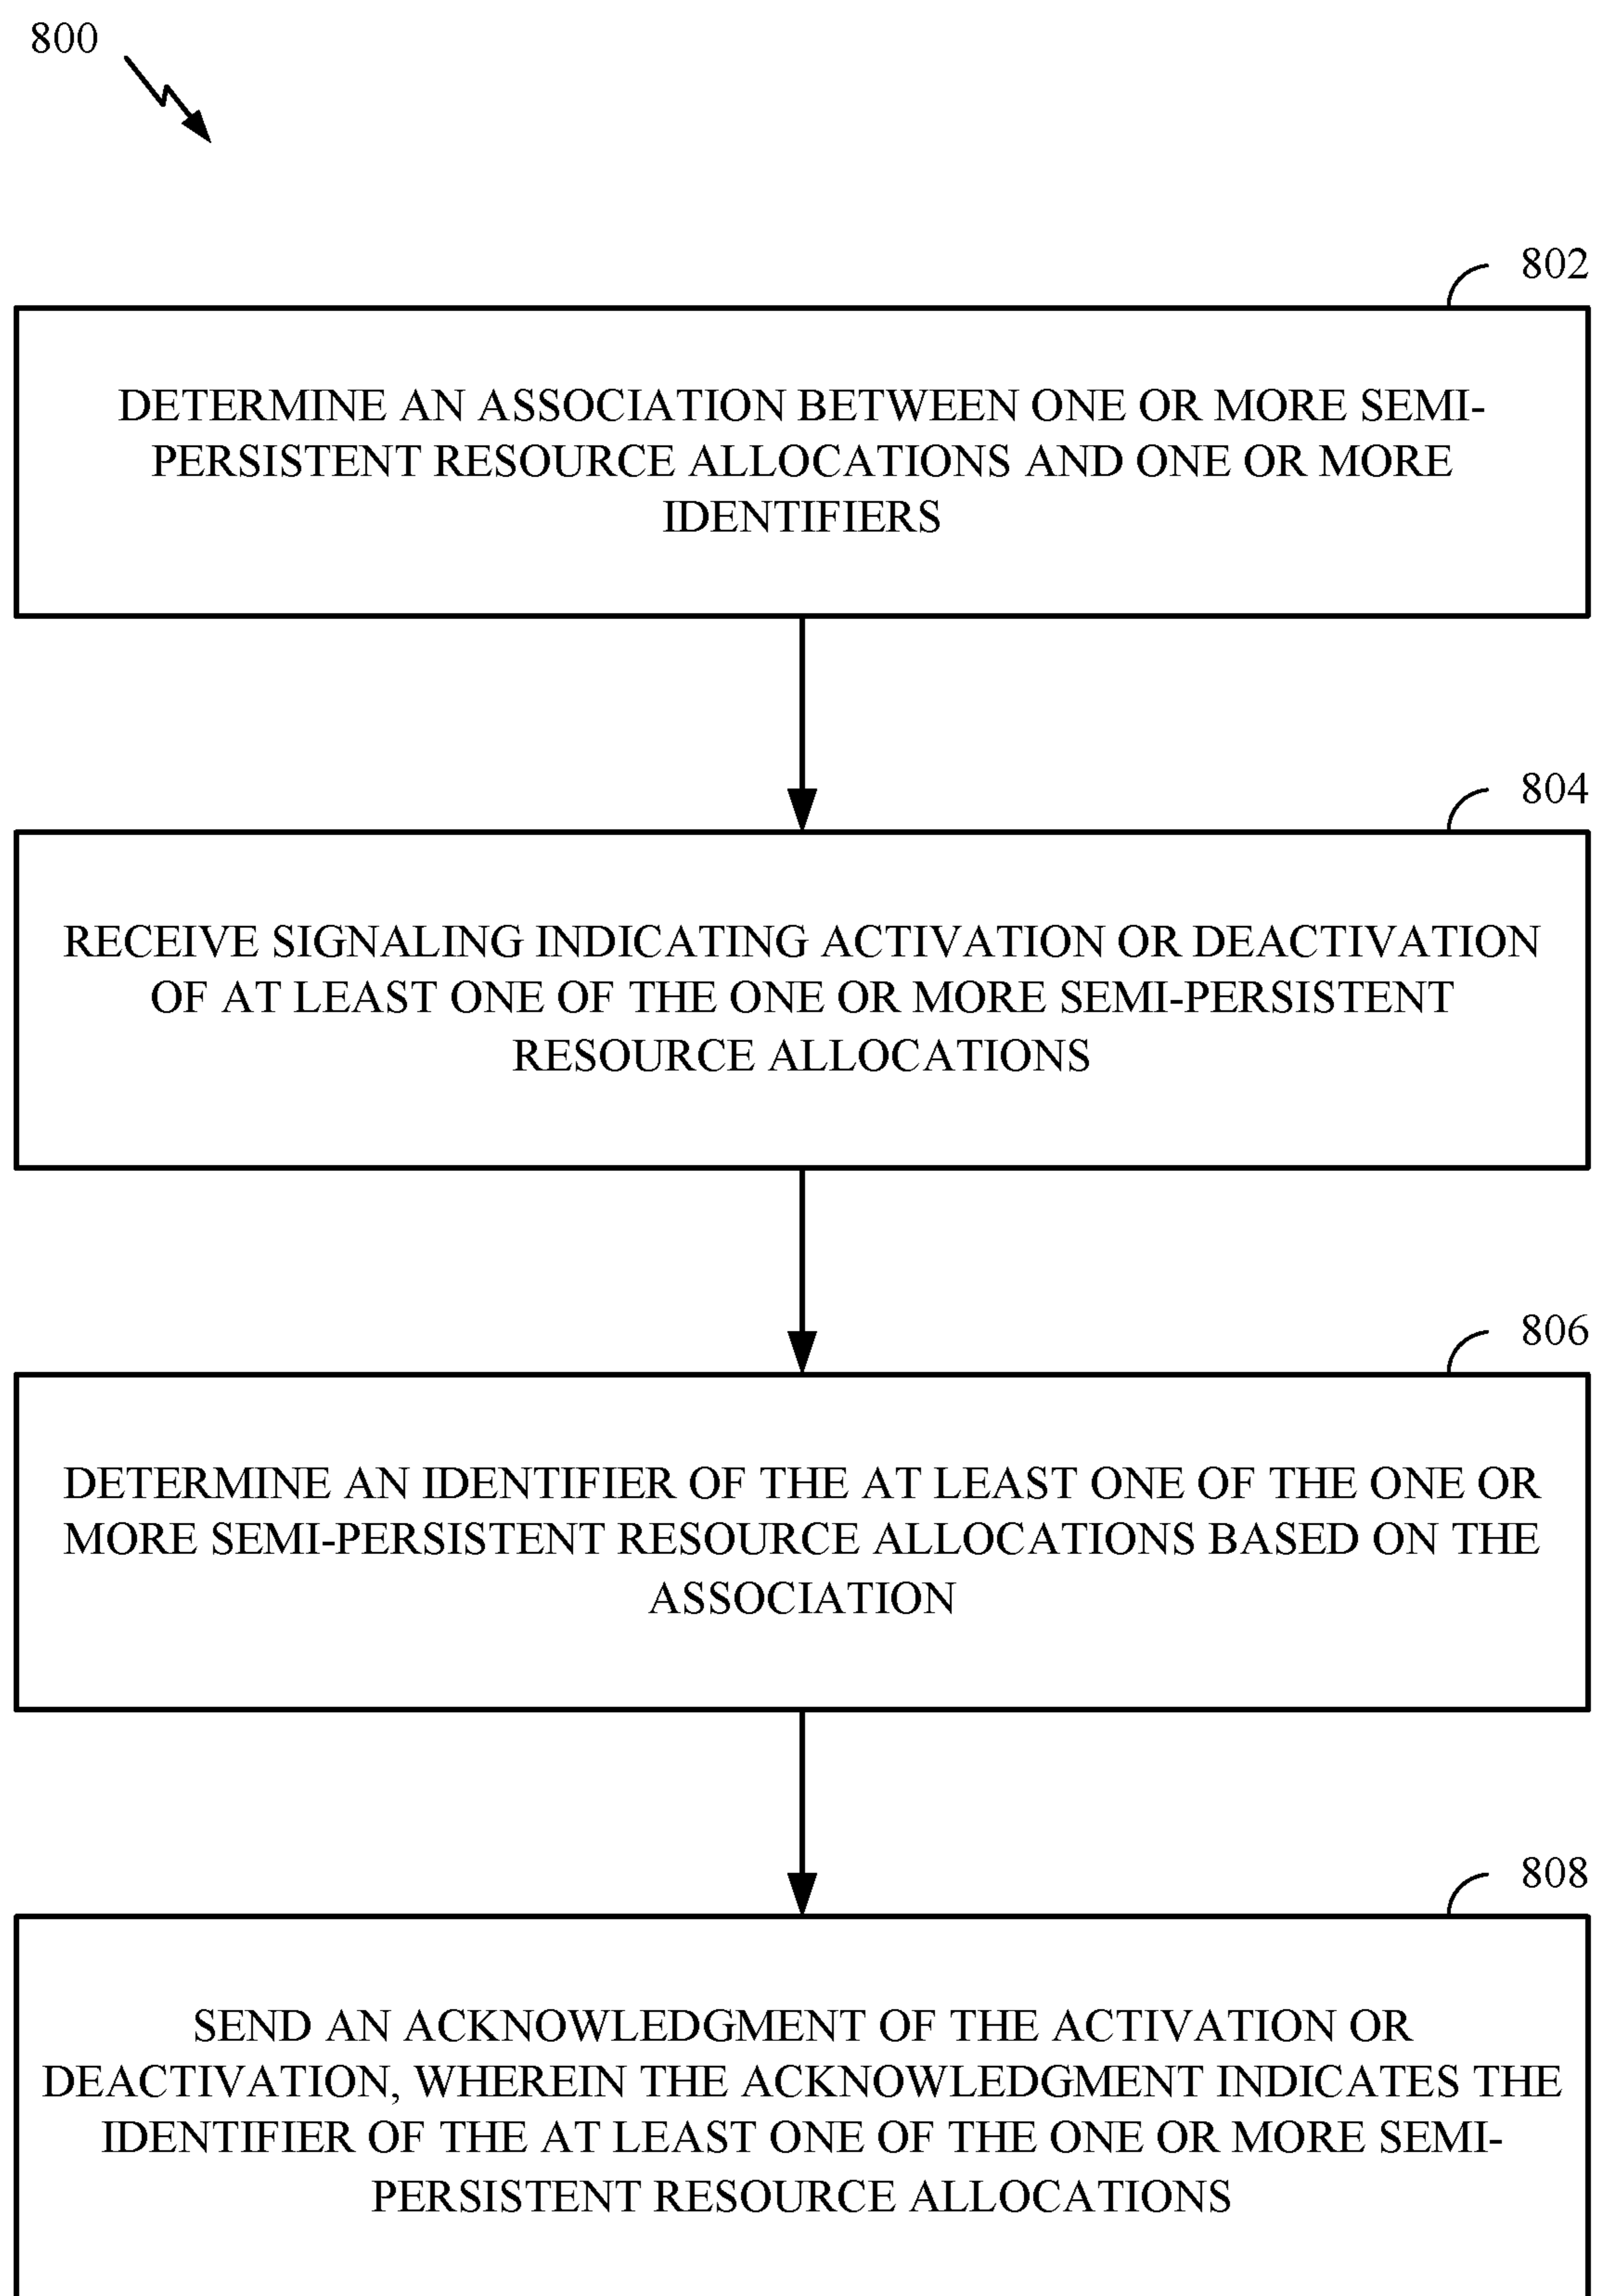 800
802
DETERMINE AN ASSOCIATION BETWEEN ONE OR MORE SEMI-
PERSISTENT RESOURCE ALLOCATIONS AND ONE OR MORE
IDENTIFIERS
804
RECEIVE SIGNALING INDICATING ACTIVATION OR DEACTIVATION
OF AT LEAST ONE OF THE ONE OR MORE SEMI-PERSISTENT
RESOURCE ALLOCATIONS
806
DETERMINE AN IDENTIFIER OF THE AT LEAST ONE OF THE ONE OR
MORE SEMI-PERSISTENT RESOURCE ALLOCATIONS BASED ON THE
ASSOCIATION
808
SEND AN ACKNOWLEDGMENT OF THE ACTIVATION OR
DEACTIVATION, WHEREIN THE ACKNOWLEDGMENT INDICATES THE
IDENTIFIER OF THE AT LEAST ONE OF THE ONE OR MORE SEMI-
PERSISTENT RESOURCE ALLOCATIONS